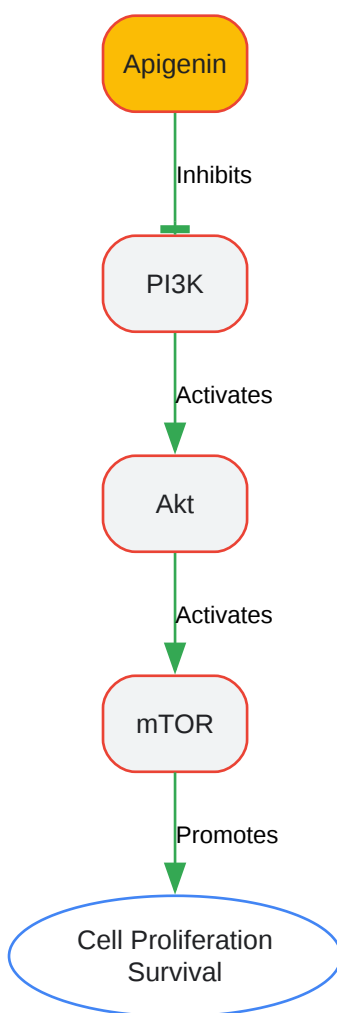 Apigenin
Inhibits
PI3K
Activates
Akt
Activates
mTOR
Promotes
Cell Proliferation
Survival